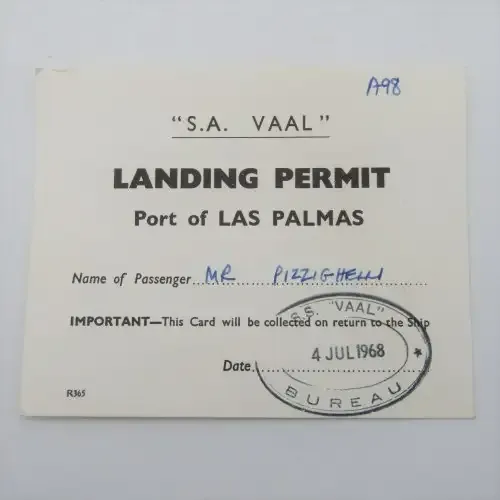 A98
"S.A. VAAL"
LANDING PERMIT
Port of LAS PALMAS
Name of Passenger...MR PIZZIGHELLI
IMPORTANT—This Card will be collected on return to the Ship
S.S. "VAAL"
4 JUL 1968
Date
BUREAU
R365